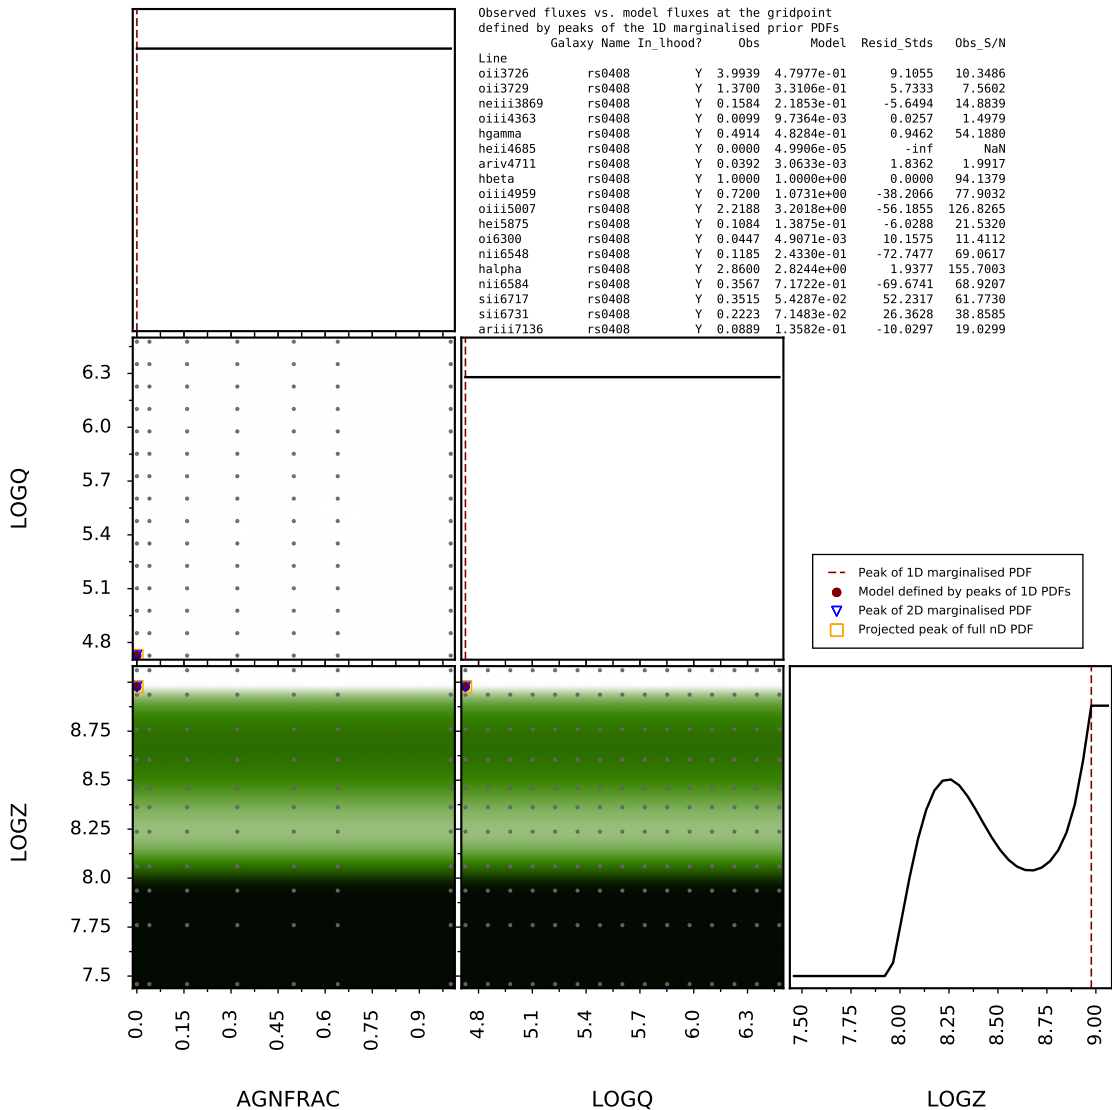 Observed fluxes vs. model fluxes at the gridpoint
defined by peaks of the 1D marginalised prior PDFs
Galaxy Name In_lhood? Obs Model Resid_Stds Obs_S/N
Line
oii3726 rs0408 Y 3.9939 4.7977e-01 9.1055 10.3486
oii3729 rs0408 Y 1.3700 3.3106e-01 5.7333 7.5602
neiii3869 rs0408 Y 0.1584 2.1853e-01 -5.6494 14.8839
oiii4363 rs0408 Y 0.0099 9.7364e-03 0.0257 1.4979
hgamma rs0408 Y 0.4914 4.8284e-01 0.9462 54.1880
heii4685 rs0408 Y 0.0000 4.9906e-05 -inf NaN
ariv4711 rs0408 Y 0.0392 3.0633e-03 1.8362 1.9917
hbeta rs0408 Y 1.0000 1.0000e+00 0.0000 94.1379
oiii4959 rs0408 Y 0.7200 1.0731e+00 -38.2066 77.9032
oiii5007 rs0408 Y 2.2188 3.2018e+00 -56.1855 126.8265
hei5875 rs0408 Y 0.1084 1.3875e-01 -6.0288 21.5320
oi6300 rs0408 Y 0.0447 4.9071e-03 10.1575 11.4112
nii6548 rs0408 Y 0.1185 2.4330e-01 -72.7477 69.0617
halpha rs0408 Y 2.8600 2.8244e+00 1.9377 155.7003
nii6584 rs0408 Y 0.3567 7.1722e-01 -69.6741 68.9207
sii6717 rs0408 Y 0.3515 5.4287e-02 52.2317 61.7730
sii6731 rs0408 Y 0.2223 7.1483e-02 26.3628 38.8585
ariii7136 rs0408 Y 0.0889 1.3582e-01 -10.0297 19.0299
6.3
6.0
5.7
5.4
5.1
4.8
LOGQ
Peak of 1D marginalised PDF
Model defined by peaks of 1D PDFs
Peak of 2D marginalised PDF
Projected peak of full nD PDF
8.75
8.5
8.25
8.0
7.75
7.5
LOGZ
0.0 0.15 0.3 0.45 0.6 0.75 0.9
4.8 5.1 5.4 5.7 6.0 6.3
7.50 7.75 8.00 8.25 8.50 8.75 9.00
AGNFRAC LOGQ LOGZ